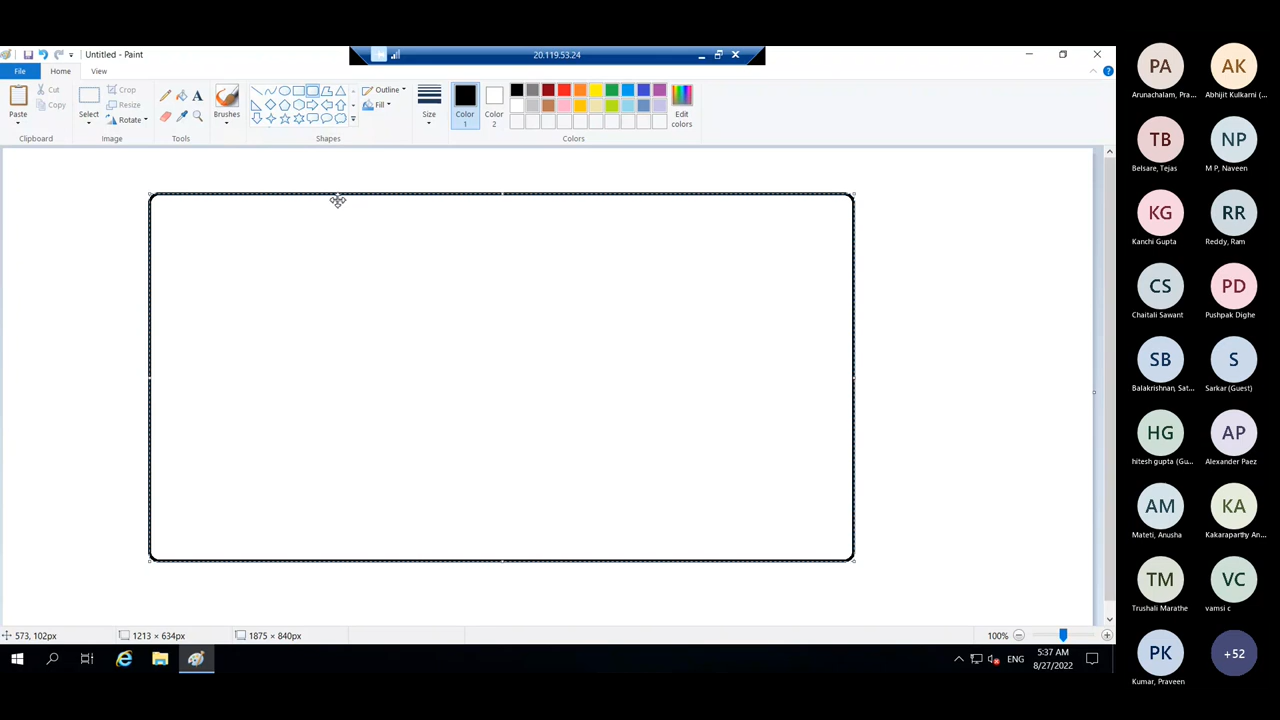 Untitled - Paint
20.119.53.24
File
Home
View
Paste
Cut
Copy
Clipboard
Select
Crop
Resize
Rotate
Image
A
Tools
Brushes
Shapes
Outline
Fill
Size
Color 1
Color 2
Edit colors
Colors
573, 102px
1213 × 634px
1875 × 840px
100%
ENG
5:37 AM
8/27/2022
PA
Arunachalam, Pra...
AK
Abhijit Kulkarni (...
TB
Belsare, Tejas
NP
M P, Naveen
KG
Kanchi Gupta
RR
Reddy, Ram
CS
Chaitali Sawant
PD
Pushpak Dighe
SB
Balakrishnan, Sat...
S
Sarkar (Guest)
HG
hitesh gupta (Gu...
AP
Alexander Paez
AM
Mateti, Anusha
KA
Kakaraparthy An...
TM
Trushali Marathe
VC
vamsi c
PK
Kumar, Praveen
+52